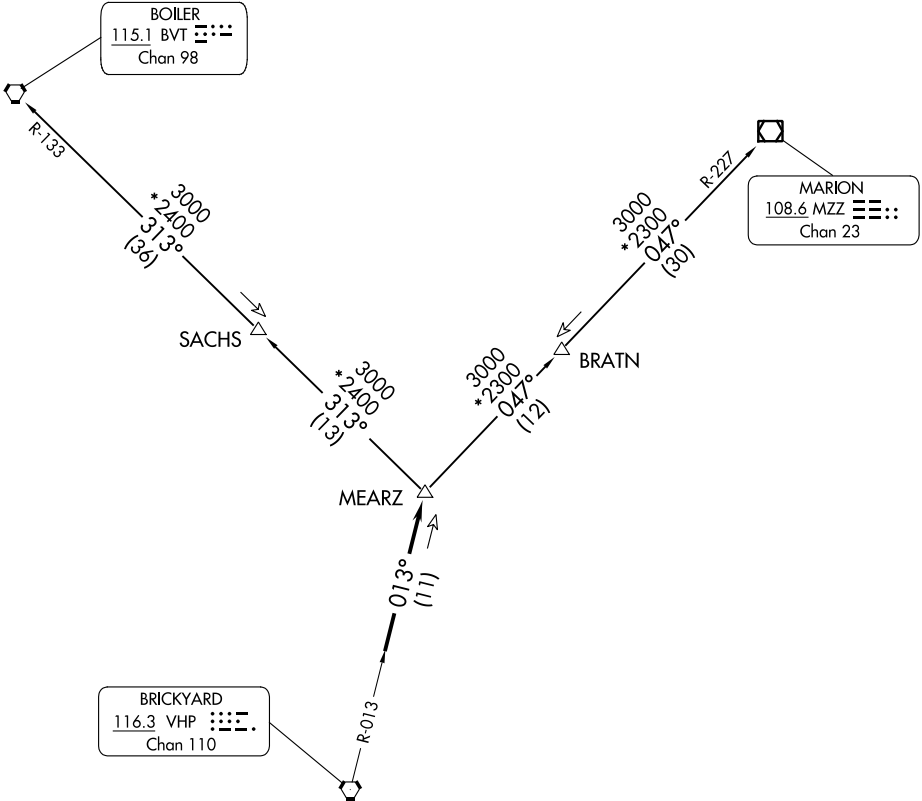 BOILER
115.1 BVT
Chan 98
R-133
3000
*2400
313°
(36)
SACHS
3000
*2400
313°
(13)
MARION
108.6 MZZ
Chan 23
R-227
3000
*2300
047°
(30)
BRATN
3000
*2300
047°
(12)
MEARZ
013°
(11)
R-013
BRICKYARD
116.3 VHP
Chan 110